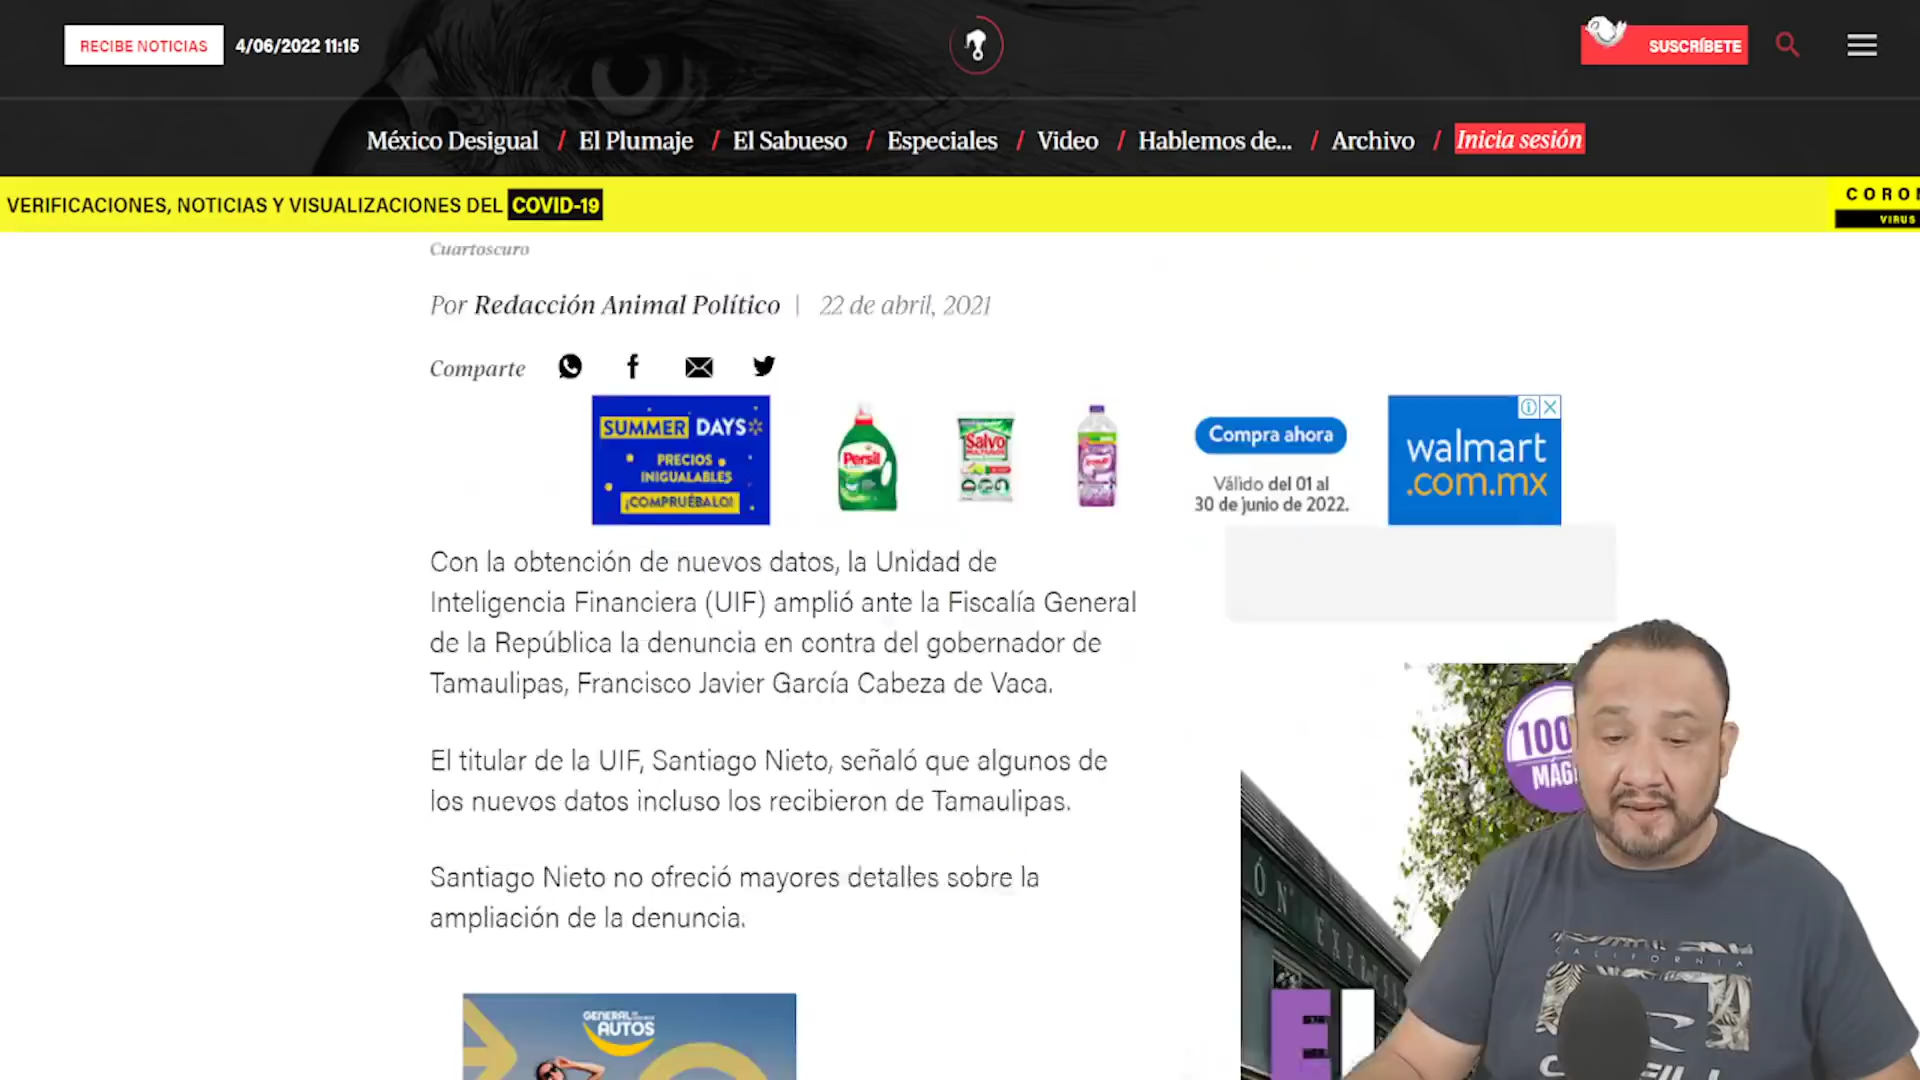 RECIBE NOTICIAS
4/06/2022 11:15
SUSCRÍBETE
México Desigual / El Plumaje / El Sabueso / Especiales / Video / Hablemos de... / Archivo / Inicia sesión
VERIFICACIONES, NOTICIAS Y VISUALIZACIONES DEL COVID-19
CORON
VIRUS
Cuartoscuro
Por Redacción Animal Político | 22 de abril, 2021
Comparte
SUMMER DAYS
PRECIOS
INIGUALABLES
¡COMPRUÉBALO!
Persil
Salvo
Compra ahora
Válido del 01 al
30 de junio de 2022.
walmart
.com.mx
Con la obtención de nuevos datos, la Unidad de
Inteligencia Financiera (UIF) amplió ante la Fiscalía General
de la República la denuncia en contra del gobernador de
Tamaulipas, Francisco Javier García Cabeza de Vaca.
El titular de la UIF, Santiago Nieto, señaló que algunos de
los nuevos datos incluso los recibieron de Tamaulipas.
Santiago Nieto no ofreció mayores detalles sobre la
ampliación de la denuncia.
100
MÁG
GENERAL
AUTOS
EL
CALIFORNIA